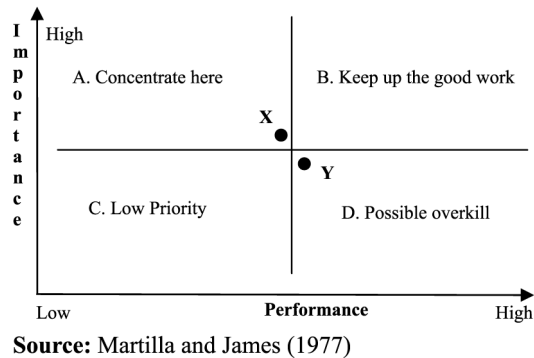 Importance
High
A. Concentrate here
B. Keep up the good work
X
Y
C. Low Priority
D. Possible overkill
Low
Performance
High
Source: Martilla and James (1977)